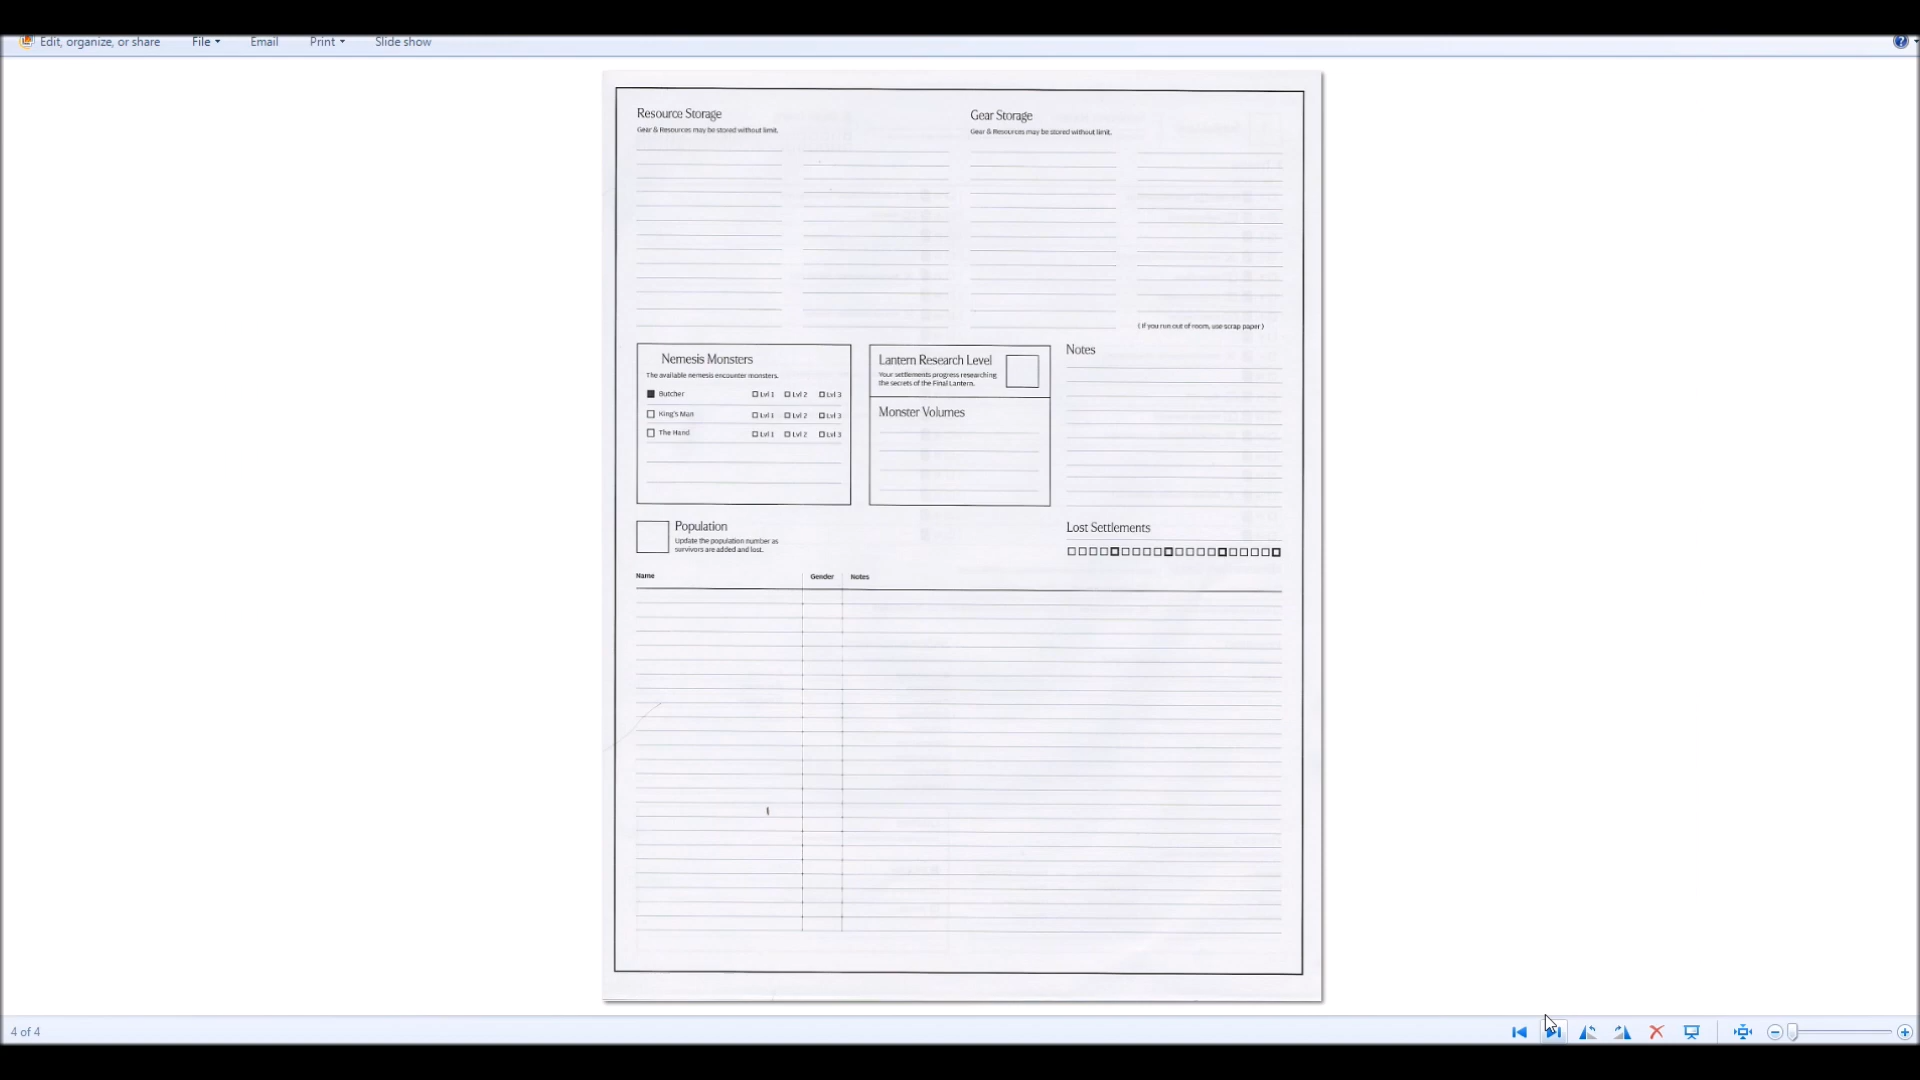 Edit, organize, or share File Email Print Slide show
Resource Storage
Gear & Resources may be stored without limit.
Gear Storage
Gear & Resources may be stored without limit.
( If you run out of room, use scrap paper )
Nemesis Monsters
The available nemesis encounter monsters.
Butcher Lvl 1 Lvl 2 Lvl 3
King's Man Lvl 1 Lvl 2 Lvl 3
The Hand Lvl 1 Lvl 2 Lvl 3
Lantern Research Level
Your settlements progress researching
the secrets of the Final Lantern.
Monster Volumes
Notes
Population
Update the population number as
survivors are added and lost.
Lost Settlements
Name Gender Notes
4 of 4